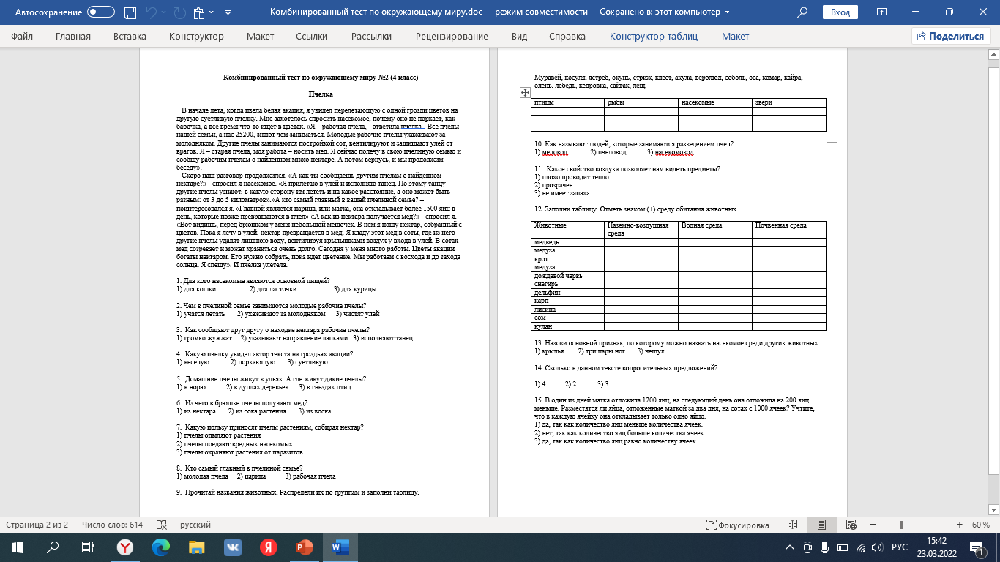 Автосохранение
Комбинированный тест по окружающему миру.doc - режим совместимости - Сохранено в: этот компьютер
Вход
Файл Главная Вставка Конструктор Макет Ссылки Рассылки Рецензирование Вид Справка Конструктор таблиц Макет Поделиться
Комбинированный тест по окружающему миру №2 (4 класс)
Пчелка
В начале лета, когда цвела белая акация, я увидел перелетающую с одной грозди цветов на
другую суетливую пчелку. Мне захотелось спросить насекомое, почему оно не порхает, как
бабочка, а все время что-то ищет в цветах. «Я – рабочая пчела, - ответила пчелка.- Все пчелы
нашей семьи, а нас 25200, знают чем заниматься. Молодые рабочие пчелы ухаживают за
молодняком. Другие пчелы занимаются постройкой сот, вентилируют и защищают улей от
врагов. Я – старая пчела, моя работа – носить мед. Я сейчас полечу в свою пчелиную семью и
сообщу рабочим пчелам о найденном мною нектаре. А потом вернусь, и мы продолжим
беседу».
Скоро наш разговор продолжился. «А как ты сообщаешь другим пчелам о найденном
нектаре?» - спросил я насекомое. «Я прилетаю в улей и исполняю танец. По этому танцу
другие пчелы узнают, в какую сторону им лететь и на какое расстояние, а оно может быть
разным: от 3 до 5 километров».»А кто самый главный в вашей пчелиной семье? –
поинтересовался я. «Главной является царица, или матка, она откладывает более 1500 яиц в
день, которые позже превращаются в пчел» «А как из нектара получается мед?» - спросил я.
«Вот видишь, перед брюшком у меня небольшой мешочек. В нем я ношу нектар, собранный с
цветов. Пока я лечу в улей, нектар превращается в мед. Я кладу этот мед в соты, где из него
другие пчелы удалят лишнюю воду, вентилируя крылышками воздух у входа в улей. В сотах
мед созревает и может храниться очень долго. Сегодня у меня много работы. Цветы акации
богаты нектаром. Его нужно собрать, пока идет цветение. Мы работаем с восхода и до захода
солнца. Я спешу». И пчелка улетела.
1. Для кого насекомые являются основной пищей?
1) для кошки 2) для ласточки 3) для курицы
2. Чем в пчелиной семье занимаются молодые рабочие пчелы?
1) учатся летать 2) ухаживают за молодняком 3) чистят улей
3. Как сообщают друг другу о находке нектара рабочие пчелы?
1) громко жужжат 2) указывают направление лапками 3) исполняют танец
4. Какую пчелку увидел автор текста на гроздьях акации?
1) веселую 2) порхающую 3) суетливую
5. Домашние пчелы живут в ульях. А где живут дикие пчелы?
1) в норах 2) в дуплах деревьев 3) в гнездах птиц
6. Из чего в брюшке пчелы получают мед?
1) из нектара 2) из сока растения 3) из воска
7. Какую пользу приносят пчелы растениям, собирая нектар?
1) пчелы опыляют растения
2) пчелы поедают вредных насекомых
3) пчелы охраняют растения от паразитов
8. Кто самый главный в пчелиной семье?
1) молодая пчела 2) царица 3) рабочая пчела
9. Прочитай названия животных. Распредели их по группам и заполни таблицу.
Муравей, косуля, ястреб, окунь, стриж, клест, акула, верблюд, соболь, оса, комар, кайра,
олень, лебедь, кедровка, сайгак, лещ.
птицы рыбы насекомые звери
10. Как называют людей, которые занимаются разведением пчел?
1) медовод 2) пчеловод 3) насекомовод
11. Какое свойство воздуха позволяет нам видеть предметы?
1) плохо проводит тепло
2) прозрачен
3) не имеет запаха
12. Заполни таблицу. Отметь знаком (+) среду обитания животных.
Животные Наземно-воздушная Водная среда Почвенная среда
среда
медведь
медуза
крот
медуза
дождевой червь
снегирь
дельфин
карп
лисица
сом
кулан
13. Назови основной признак, по которому можно назвать насекомое среди других животных.
1) крылья 2) три пары ног 3) чешуя
14. Сколько в данном тексте вопросительных предложений?
1) 4 2) 2 3) 3
15. В один из дней матка отложила 1200 яиц, на следующий день она отложила на 200 яиц
меньше. Разместятся ли яйца, отложенные маткой за два дня, на сотах с 1000 ячеек? Учтите,
что в каждую ячейку она откладывает только одно яйцо.
1) да, так как количество яиц меньше количества ячеек.
2) нет, так как количество яиц больше количества ячеек
3) да, так как количество яиц равно количеству ячеек.
Страница 2 из 2 Число слов: 614 русский Фокусировка 60 %
РУС
15:42
23.03.2022
1